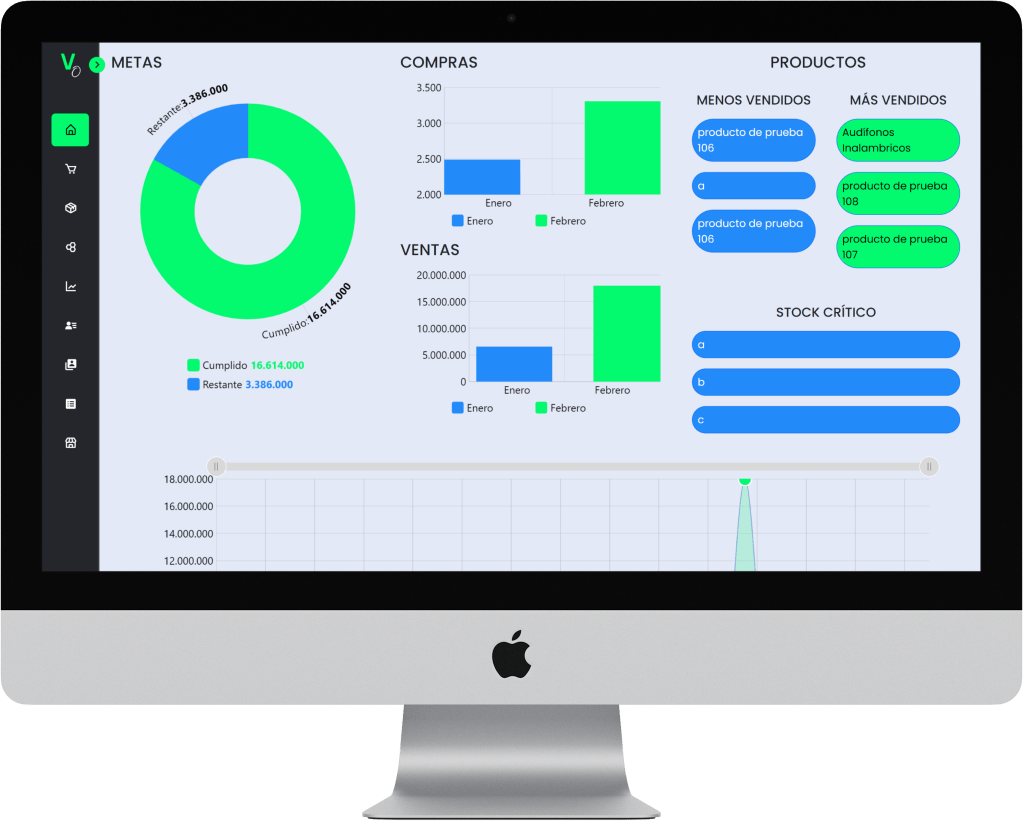 VO
METAS
Restante:3.386.000
Cumplido:16.614.000
Cumplido 16.614.000
Restante 3.386.000
COMPRAS
3.500
3.000
2.500
2.000
Enero
Febrero
Enero
Febrero
VENTAS
20.000.000
15.000.000
10.000.000
5.000.000
0
Enero
Febrero
Enero
Febrero
PRODUCTOS
MENOS VENDIDOS
producto de prueba
106
a
producto de prueba
106
MÁS VENDIDOS
Audífonos
Inalambricos
producto de prueba
108
producto de prueba
107
STOCK CRÍTICO
a
b
c
18.000.000
16.000.000
14.000.000
12.000.000